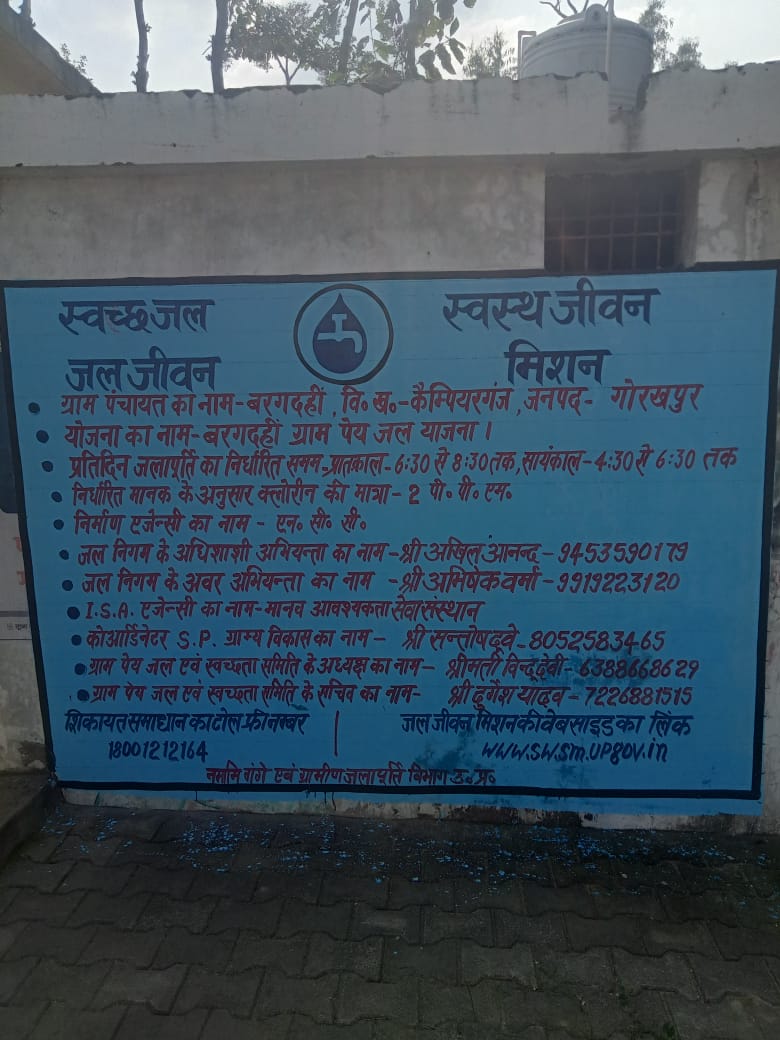 स्वच्छ जल स्वस्थ जीवन
जल जीवन मिशन
• ग्राम पंचायत का नाम-बरगदहीं, वि॰ ख॰-कैम्पियरगंज, जनपद- गोरखपुर
• योजना का नाम-बरगदहीं ग्राम पेय जल याजना।
• प्रतिदिन जलापूर्ति का निर्धारित समम-प्रातकाल-6:30 से 8:30 तक, सायंकाल-4:30 से 6:30 तक
• निर्धारित मानक के अनुसार क्लोरीन की मात्रा- 2 पी॰ पी॰ एम॰
• निर्माण एजेन्सी का नाम - एन॰ सी॰ सी॰
• जल निगम के अधिशाशी अभियन्ता का नाम-श्री अखिल आनन्द-9453590179
• जल निगम के अवर अभियन्ता का नाम -श्री अभिषेक वर्मा-9919223120
• I.S.A. एजेन्सी का नाम-मानव आवश्यकता सेवा संस्थान
• कोआर्डिनेटर S.P. ग्राम्य विकास का नाम- श्री सन्तोष दूवे-8052583465
• ग्राम पेय जल एवं स्वच्छता समिति के अध्यक्ष का नाम- श्रीमती विन्दु देवी-6388668629
• ग्राम पेय जल एवं स्वच्छता समिति के सचिव का नाम- श्री दुर्गेश यादव-7226881515
शिकायत समाधान का टोल फ्री नम्बर | जल जीवन मिशन की वेबसाइड का लिंक
18001212164 www.swsm.upgov.in
नमामि गंगे एवं ग्रामीण जलापूर्ति विभाग उ॰प्र॰